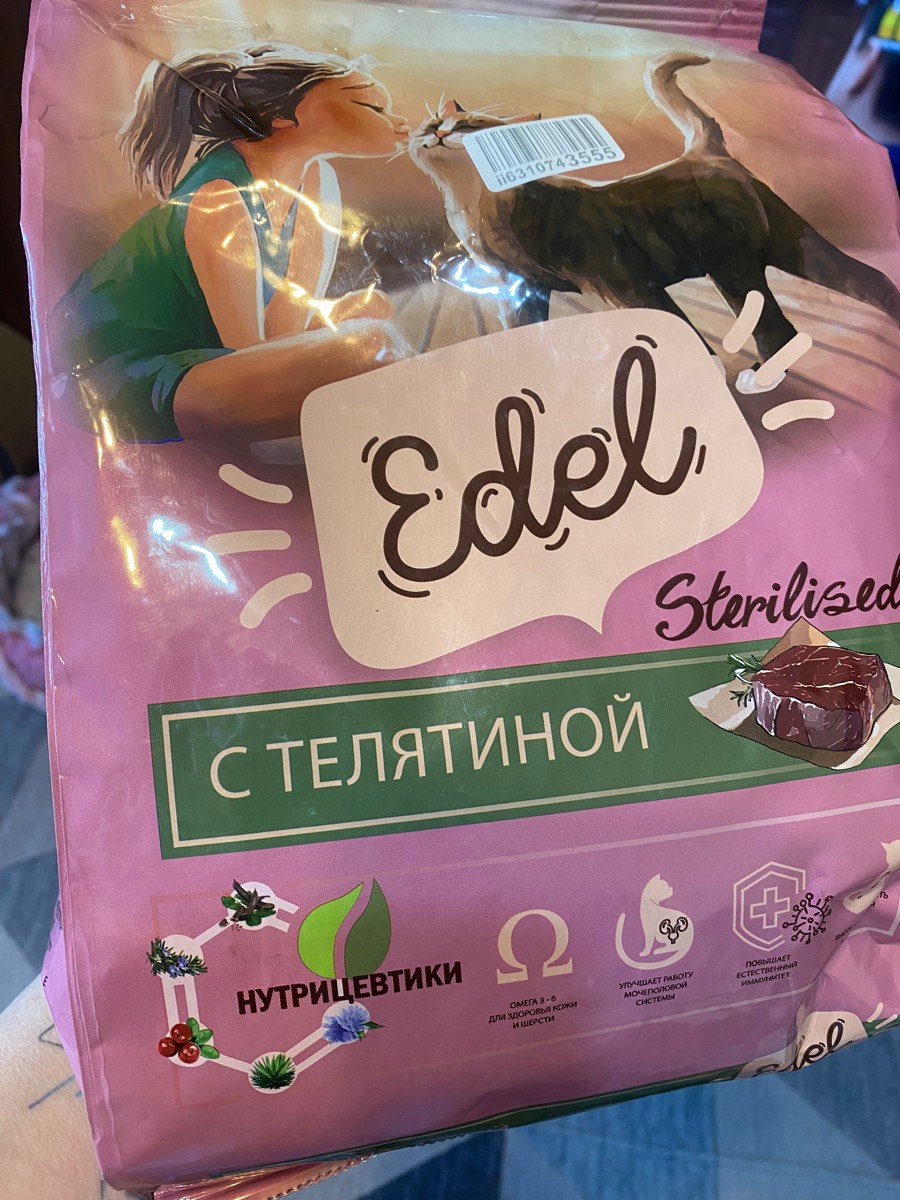 ii6310743555
Edel
Sterilised
С ТЕЛЯТИНОЙ
НУТРИЦЕВТИКИ
ОМЕГА 3 - 6
ДЛЯ ЗДОРОВЬЯ КОЖИ
И ШЕРСТИ
УЛУЧШАЕТ РАБОТУ
МОЧЕПОЛОВОЙ
СИСТЕМЫ
ПОВЫШАЕТ
ЕСТЕСТВЕННЫЙ
ИММУНИТЕТ
Edel